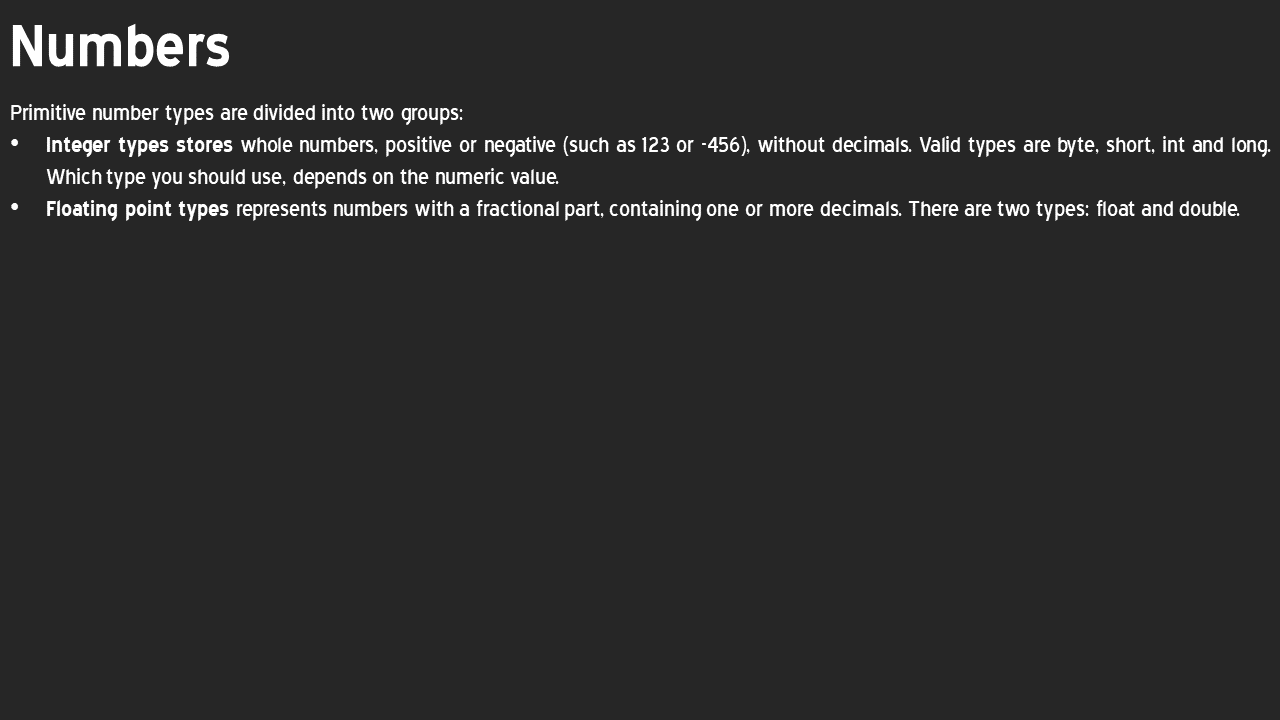 Numbers
Primitive number types are divided into two groups:
• Integer types stores whole numbers, positive or negative (such as 123 or -456), without decimals. Valid types are byte, short, int and long.
Which type you should use, depends on the numeric value.
• Floating point types represents numbers with a fractional part, containing one or more decimals. There are two types: float and double.